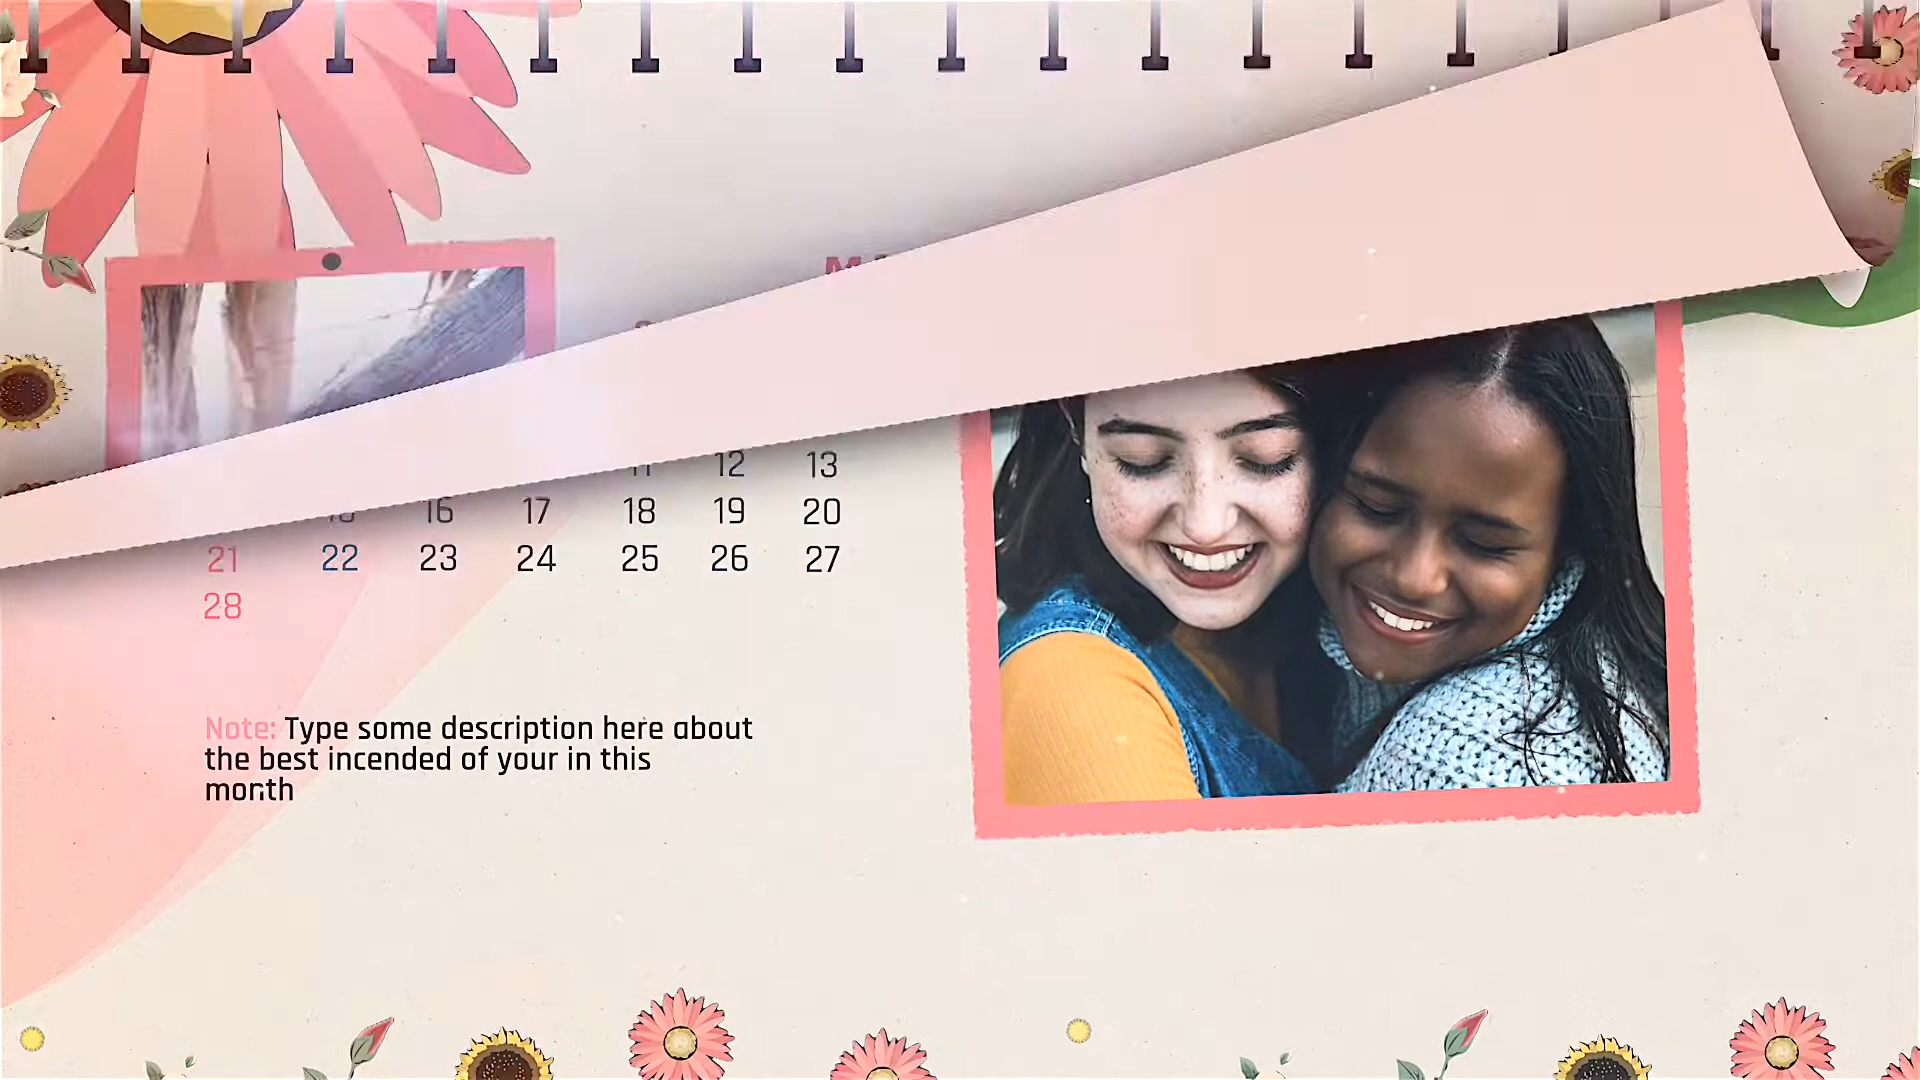 12 13
16 17 18 19 20
21 22 23 24 25 26 27
28
Note: Type some description here about
the best incended of your in this
month